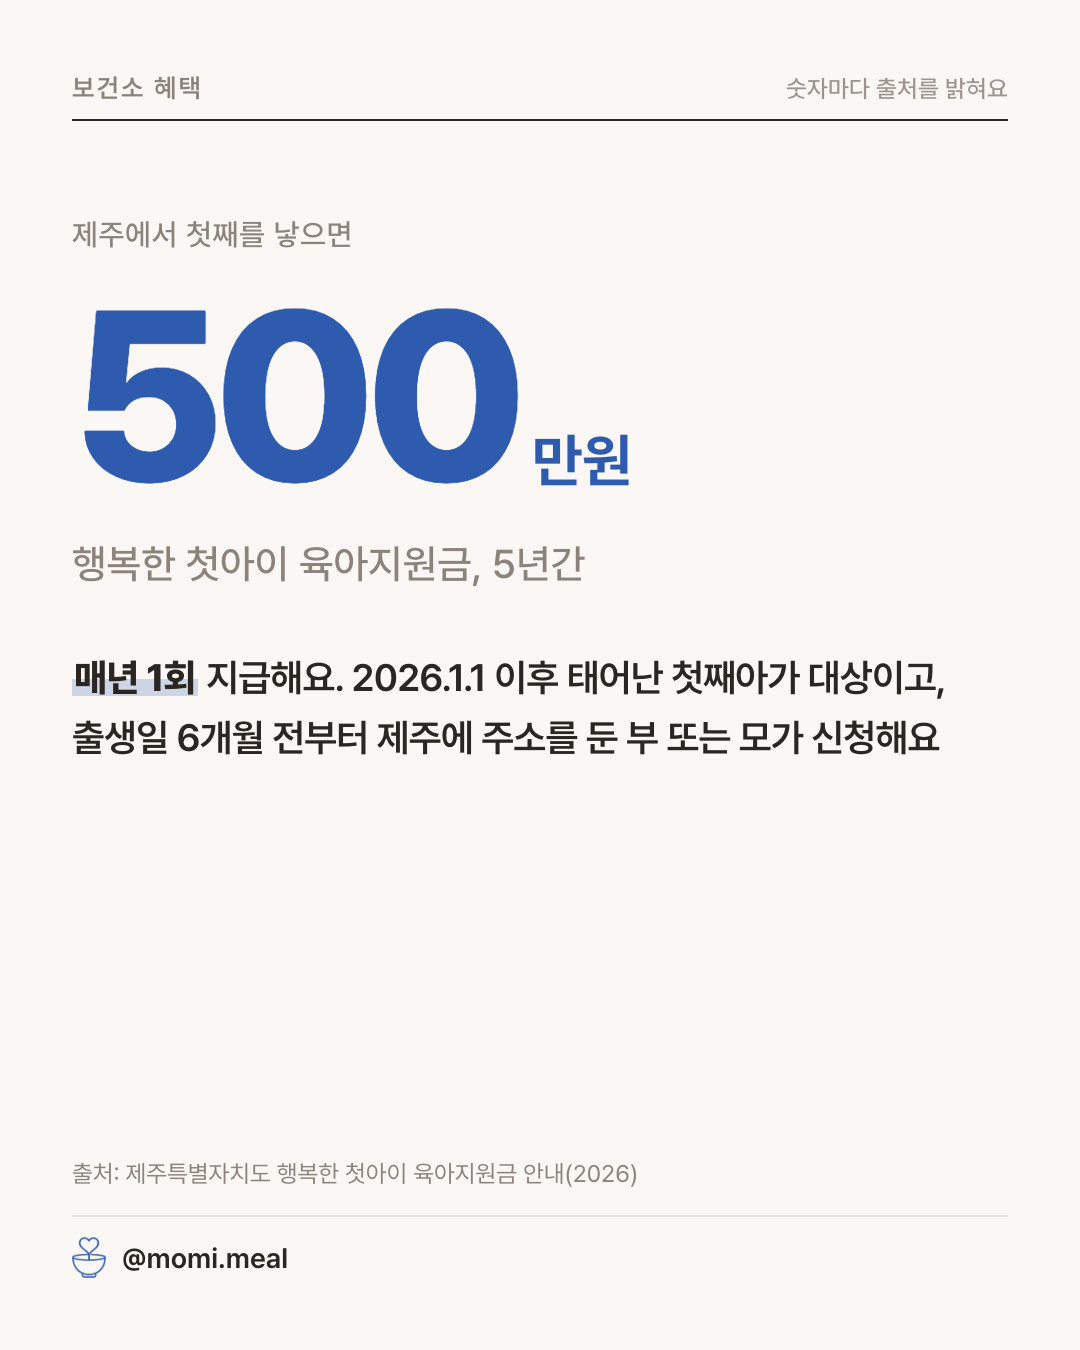 보건소 혜택
숫자마다 출처를 밝혀요
제주에서 첫째를 낳으면
500만원
행복한 첫아이 육아지원금, 5년간
매년 1회 지급해요. 2026.1.1 이후 태어난 첫째아가 대상이고,
출생일 6개월 전부터 제주에 주소를 둔 부 또는 모가 신청해요
출처: 제주특별자치도 행복한 첫아이 육아지원금 안내(2026)
@momi.meal